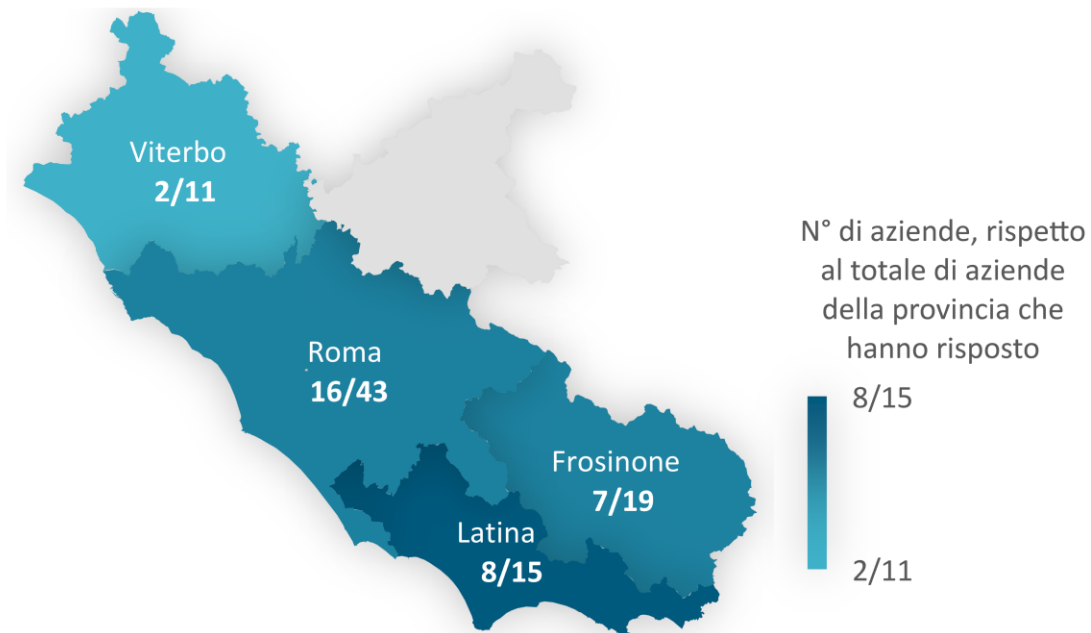 Viterbo
2/11
Roma
16/43
Frosinone
7/19
Latina
8/15
N° di aziende, rispetto
al totale di aziende
della provincia che
hanno risposto
8/15
2/11